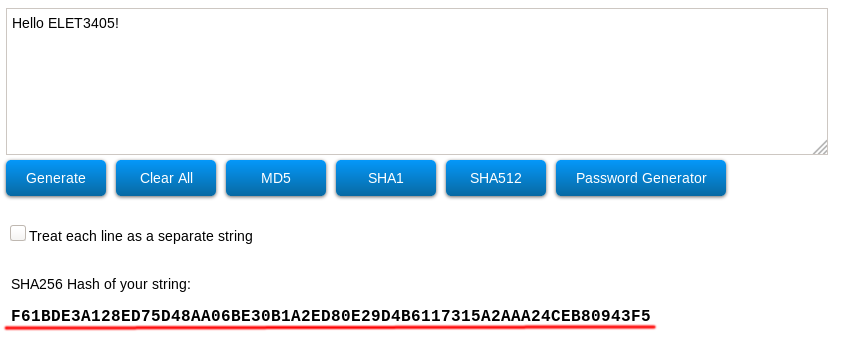 Hello ELET3405!
Generate Clear All MD5 SHA1 SHA512 Password Generator
Treat each line as a separate string
SHA256 Hash of your string:
F61BDE3A128ED75D48AA06BE30B1A2ED80E29D4B6117315A2AAA24CEB80943F5